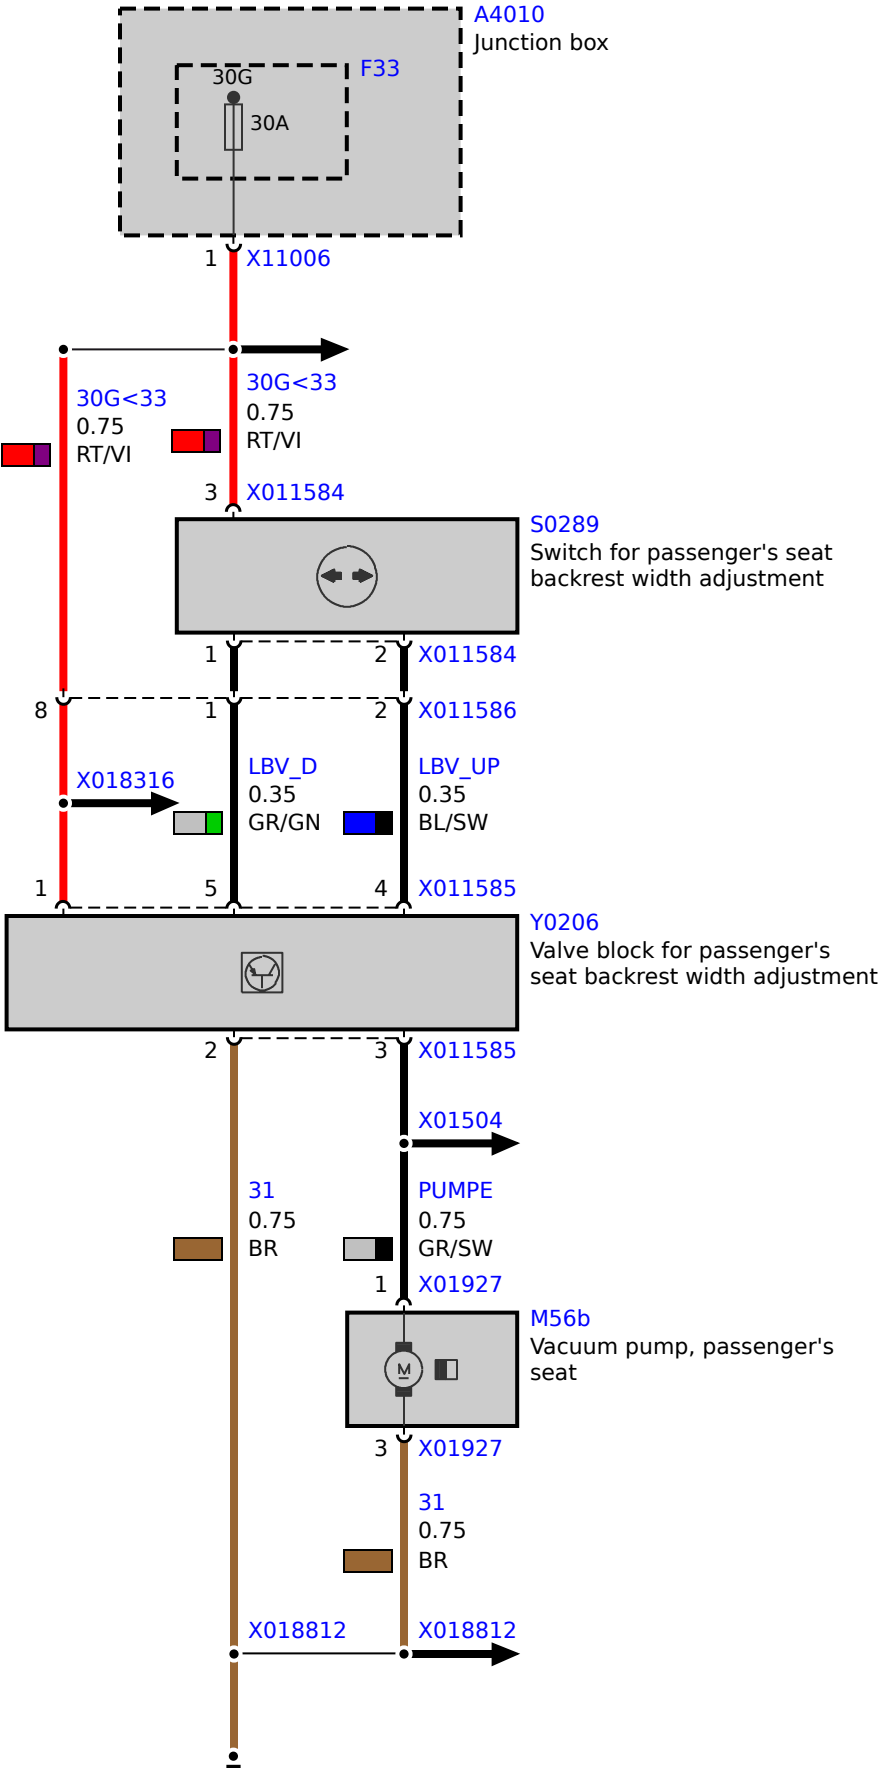 A4010
Junction box
F33
30G
30A
1 X11006
30G<33
0.75
RT/VI
30G<33
0.75
RT/VI
3 X011584
S0289
Switch for passenger's seat
backrest width adjustment
1 2 X011584
8 1 2 X011586
X018316
LBV_D
0.35
GR/GN
LBV_UP
0.35
BL/SW
1 5 4 X011585
Y0206
Valve block for passenger's
seat backrest width adjustment
2 3 X011585
X01504
31
0.75
BR
PUMPE
0.75
GR/SW
1 X01927
M56b
Vacuum pump, passenger's
seat
M
3 X01927
31
0.75
BR
X018812 X018812